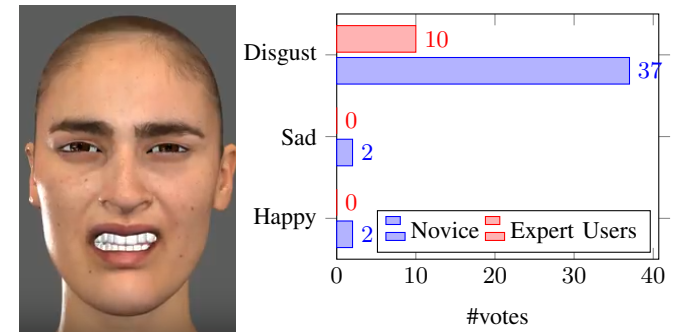 Disgust
10
37
Sad
0
2
Happy
0
2
Novice Expert Users
0 10 20 30 40
#votes